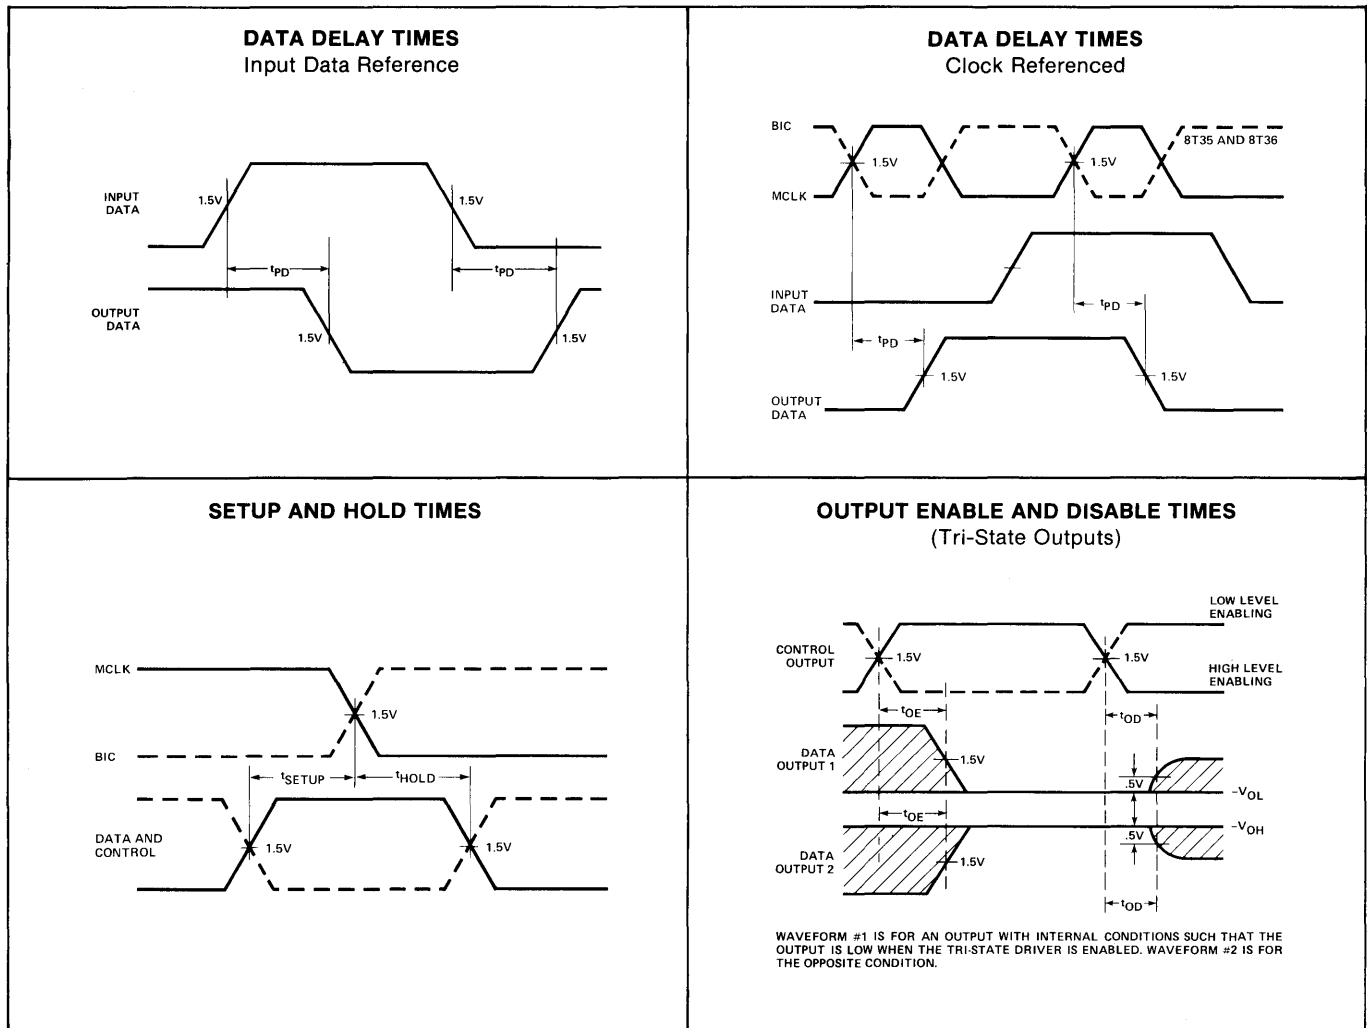 DATA DELAY TIMES
Input Data Reference
INPUT
DATA
1.5V
1.5V
tPD
tPD
OUTPUT
DATA
1.5V
1.5V
DATA DELAY TIMES
Clock Referenced
BIC
8T35 AND 8T36
1.5V
1.5V
MCLK
INPUT
DATA
tPD
tPD
1.5V
1.5V
OUTPUT
DATA
SETUP AND HOLD TIMES
MCLK
1.5V
BIC
tSETUP
tHOLD
DATA AND
CONTROL
1.5V
1.5V
OUTPUT ENABLE AND DISABLE TIMES
(Tri-State Outputs)
LOW LEVEL
ENABLING
CONTROL
OUTPUT
1.5V
1.5V
HIGH LEVEL
ENABLING
tOE
tOD
DATA
OUTPUT 1
1.5V
.5V
-VOL
tOE
-VOH
.5V
DATA
OUTPUT 2
1.5V
tOD
WAVEFORM #1 IS FOR AN OUTPUT WITH INTERNAL CONDITIONS SUCH THAT THE
OUTPUT IS LOW WHEN THE TRI-STATE DRIVER IS ENABLED. WAVEFORM #2 IS FOR
THE OPPOSITE CONDITION.